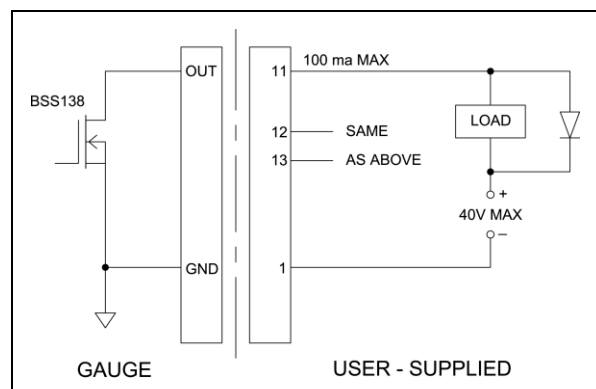 OUT
11
100 ma MAX
BSS138
LOAD
12
SAME
13
AS ABOVE
+
40V MAX
–
GND
1
GAUGE
USER - SUPPLIED